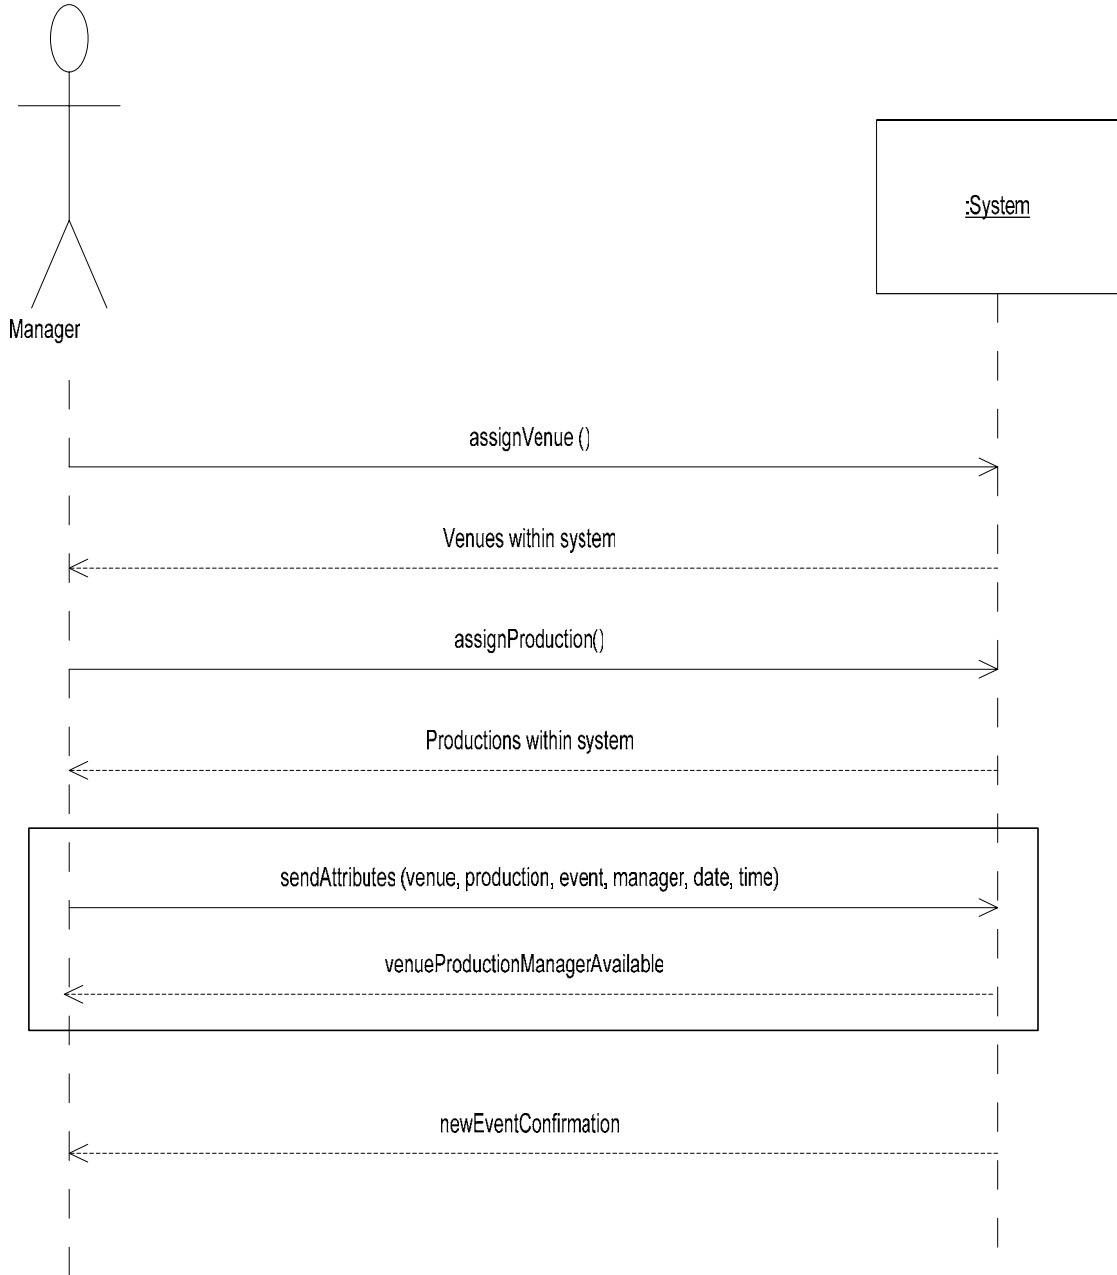 :System
Manager
assignVenue ()
Venues within system
assignProduction()
Productions within system
sendAttributes (venue, production, event, manager, date, time)
venueProductionManagerAvailable
newEventConfirmation